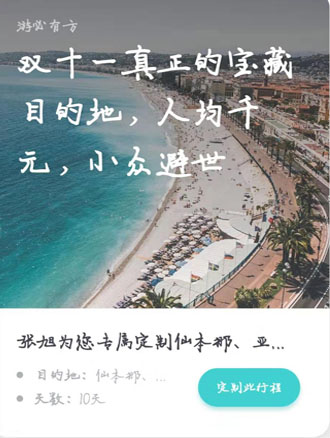 游必有方
双十一真正的宝藏
目的地，人均千
元，小众避世
张旭为您专属定制仙本那、亚...
目的地：仙本那、...
天数：10天
定制此行程